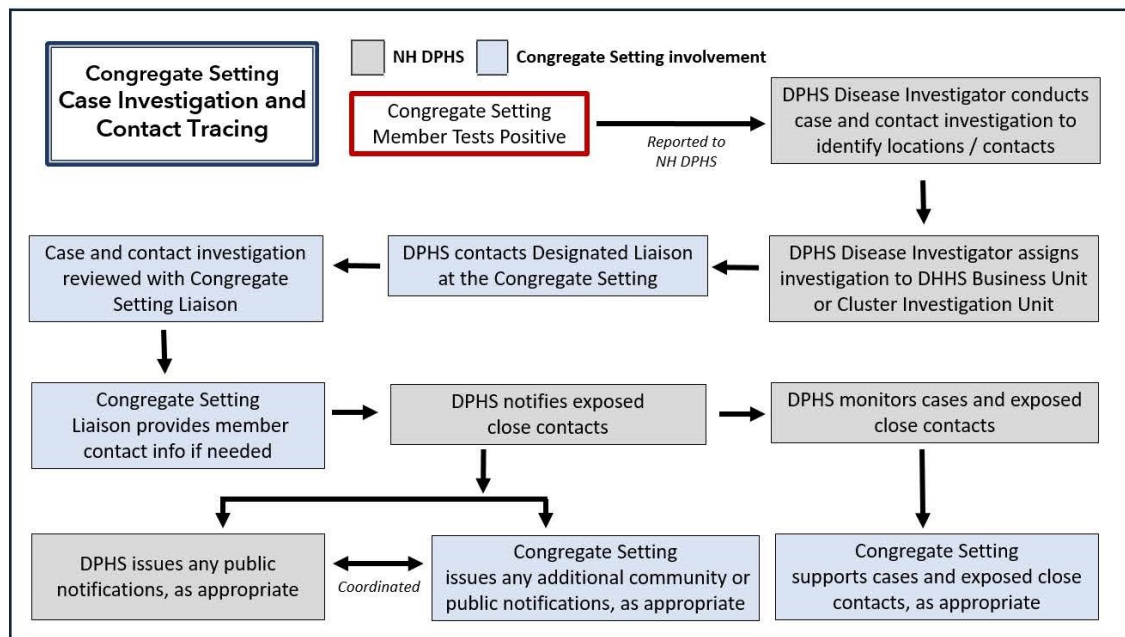 Congregate Setting
Case Investigation and
Contact Tracing
NH DPHS
Congregate Setting involvement
Congregate Setting
Member Tests Positive
Reported to
NH DPHS
DPHS Disease Investigator conducts
case and contact investigation to
identify locations / contacts
DPHS Disease Investigator assigns
investigation to DHHS Business Unit
or Cluster Investigation Unit
DPHS contacts Designated Liaison
at the Congregate Setting
Case and contact investigation
reviewed with Congregate
Setting Liaison
Congregate Setting
Liaison provides member
contact info if needed
DPHS notifies exposed
close contacts
DPHS monitors cases and exposed
close contacts
DPHS issues any public
notifications, as appropriate
Coordinated
Congregate Setting
issues any additional community or
public notifications, as appropriate
Congregate Setting
supports cases and exposed close
contacts, as appropriate